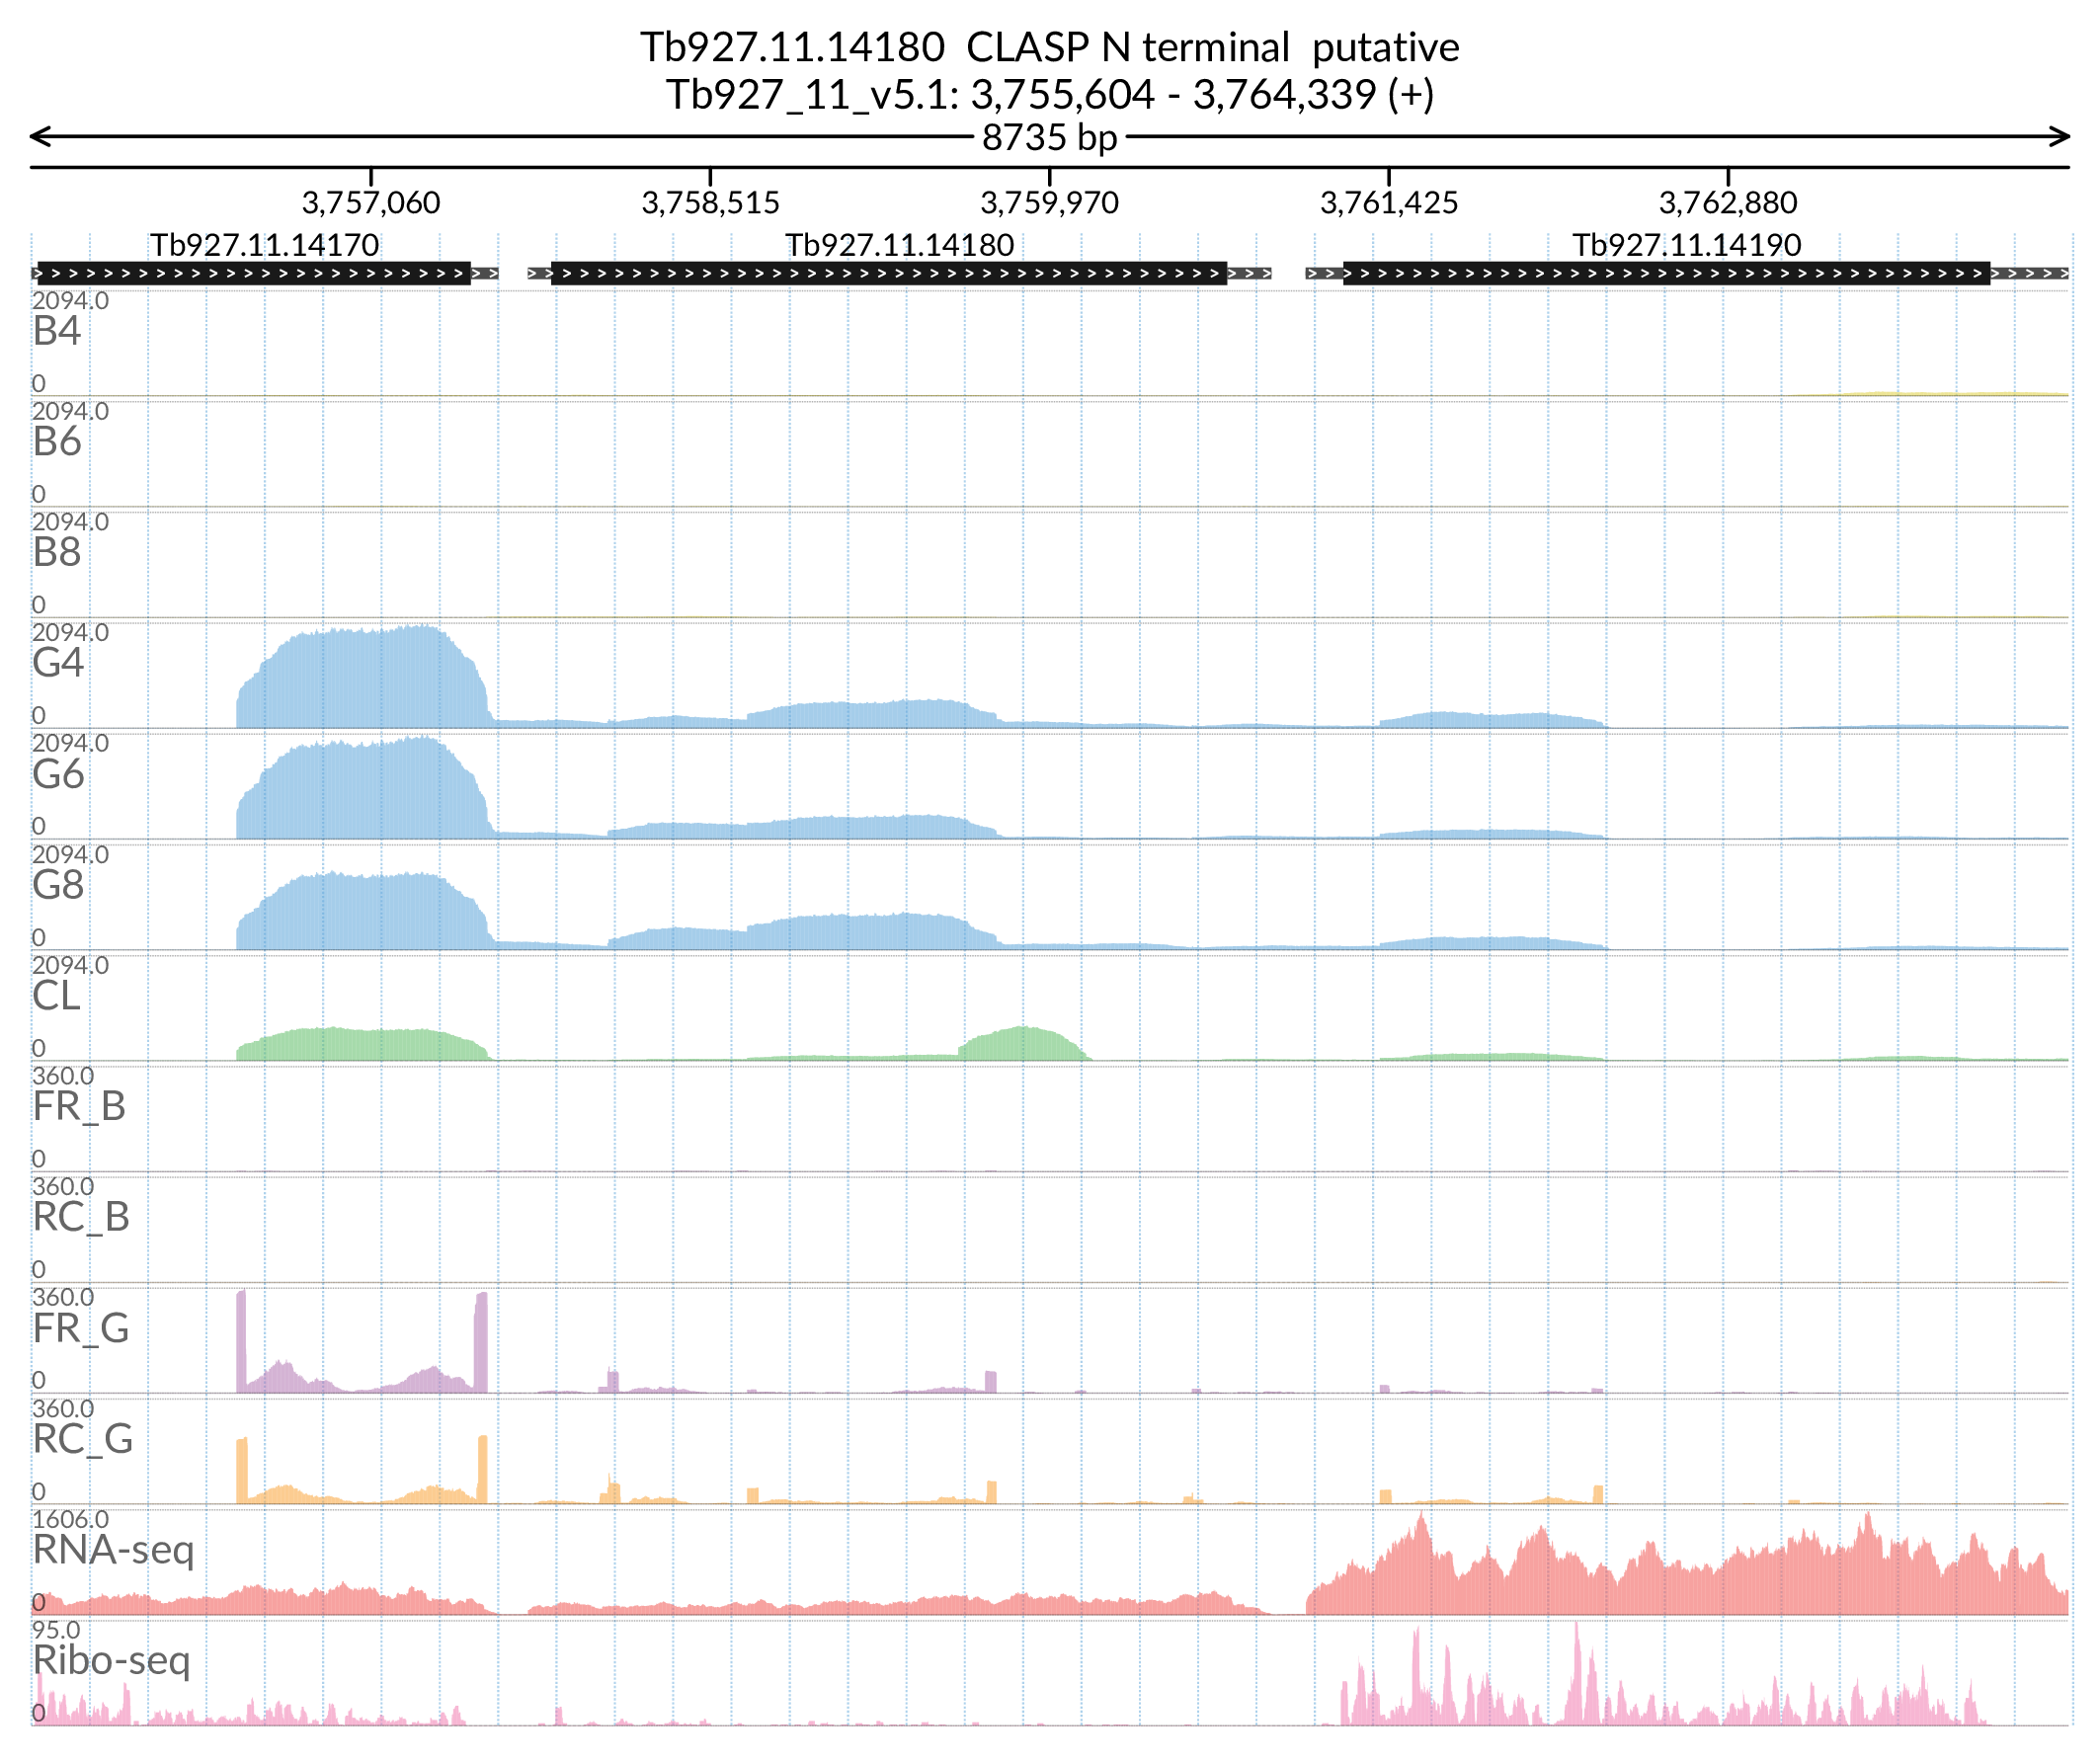 Tb927.11.14180  CLASP N terminal  putative
Tb927_11_v5.1: 3,755,604 - 3,764,339 (+)
8735 bp
3,757,060 3,758,515 3,759,970 3,761,425 3,762,880
Tb927.11.14170 Tb927.11.14180 Tb927.11.14190
2094.0
B4
0
2094.0
B6
0
2094.0
B8
0
2094.0
G4
0
2094.0
G6
0
2094.0
G8
0
2094.0
CL
0
360.0
FR_B
0
360.0
RC_B
0
360.0
FR_G
0
360.0
RC_G
0
1606.0
RNA-seq
0
95.0
Ribo-seq
0